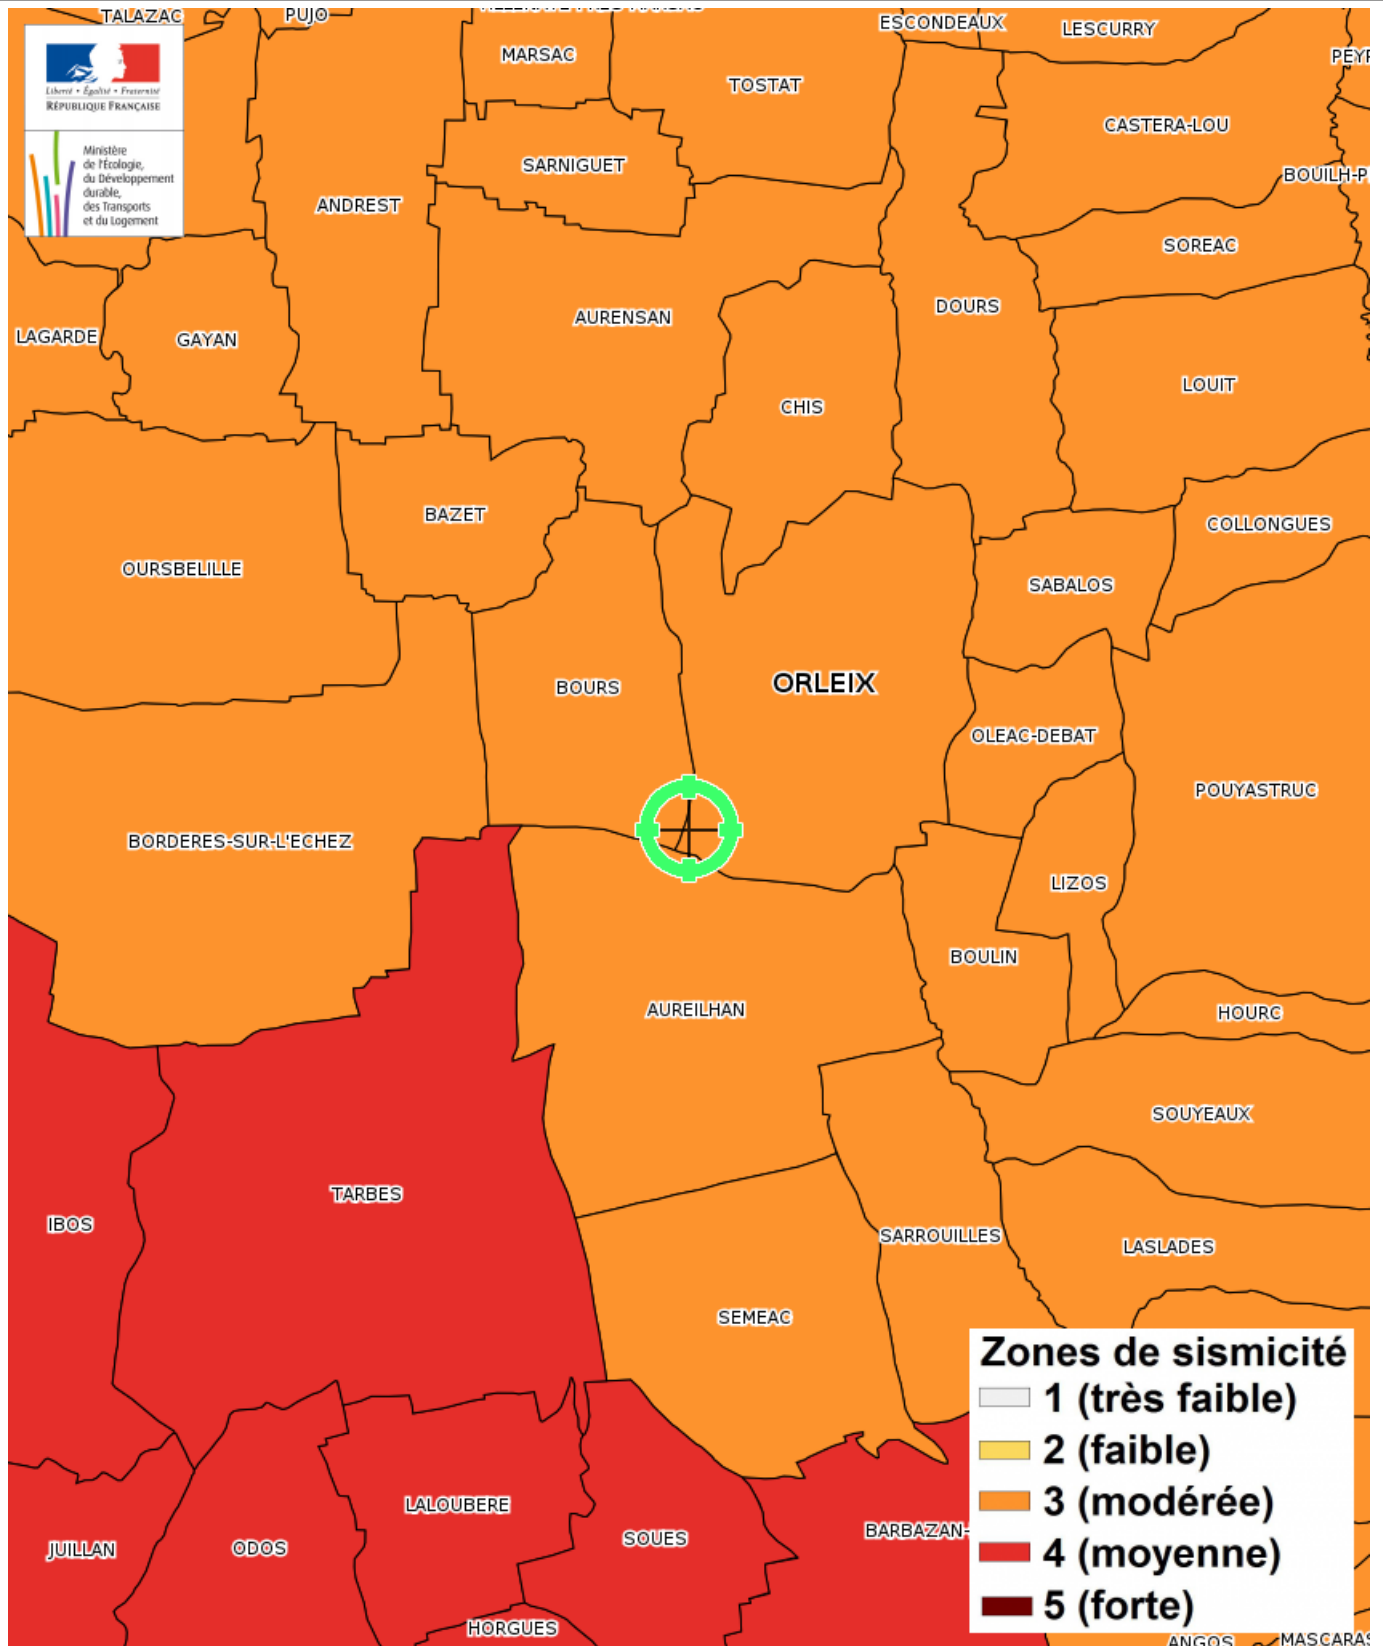 TALAZAC
PUJO
ESCONDEAUX
LESCURRY
MARSAC
TOSTAT
Liberté • Égalité • Fraternité
RÉPUBLIQUE FRANÇAISE
Ministère
de l'Écologie,
du Développement
durable,
des Transports
et du Logement
CASTERA-LOU
SARNIGUET
BOUILH-P
ANDREST
SOREAC
DOURS
AURENSAN
LAGARDE
GAYAN
LOUIT
CHIS
BAZET
COLLONGUES
OURSBELILLE
SABALOS
BOURS
ORLEIX
OLEAC-DEBAT
POUYASTRUC
BORDERES-SUR-L'ECHEZ
LIZOS
BOULIN
AUREILHAN
HOURC
SOUYEAUX
TARBES
IBOS
SARROUILLES
LASLADES
SEMEAC
Zones de sismicité
1 (très faible)
2 (faible)
3 (modérée)
4 (moyenne)
5 (forte)
LALOUBERE
BARBAZAN-
SOUES
JUILLAN
ODOS
HORGUES
ANGOS
MASCARAS